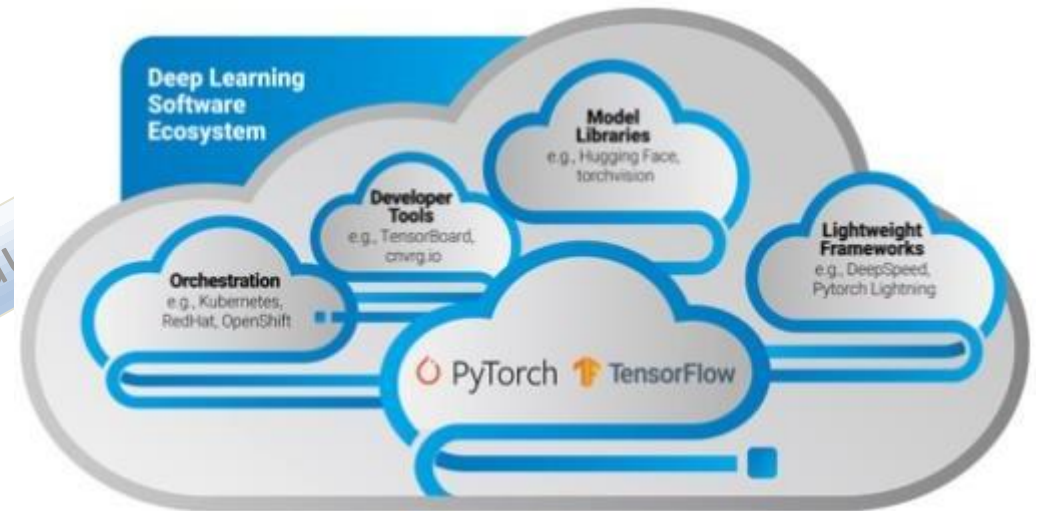 Deep Learning
Software
Ecosystem
Model
Libraries
e.g., Hugging Face,
torchvision
Developer
Tools
e.g., TensorBoard,
cnvrg.io
Lightweight
Frameworks
e.g., DeepSpeed,
Pytorch Lightning
Orchestration
e.g., Kubernetes,
RedHat, OpenShift
PyTorch TensorFlow